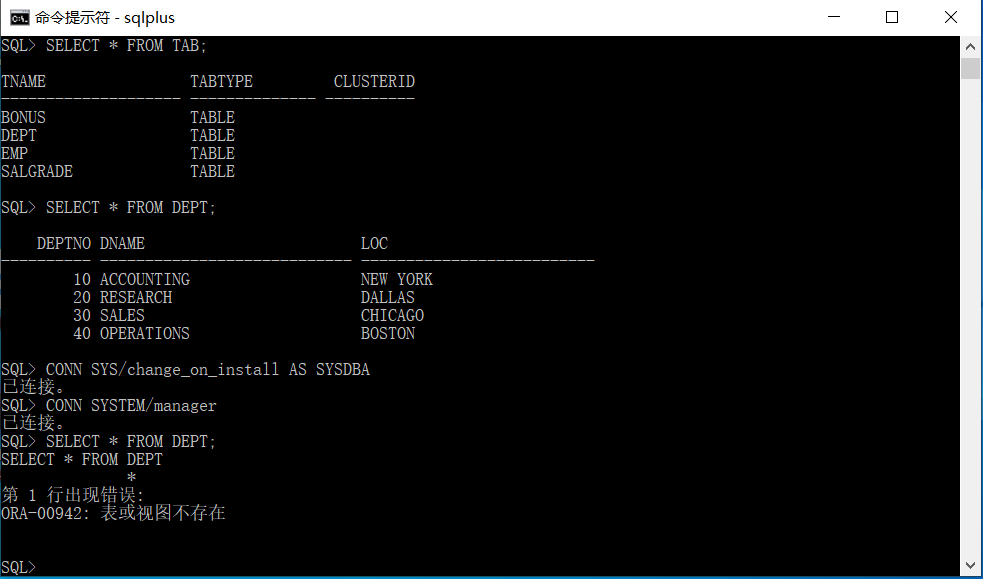 命令提示符 - sqlplus
SQL> SELECT * FROM TAB;
TNAME                TABTYPE         CLUSTERID
-------------------- -------------- ----------
BONUS                TABLE
DEPT                 TABLE
EMP                  TABLE
SALGRADE             TABLE
SQL> SELECT * FROM DEPT;
    DEPTNO DNAME                        LOC
---------- ---------------------------- --------------------------
        10 ACCOUNTING                   NEW YORK
        20 RESEARCH                     DALLAS
        30 SALES                        CHICAGO
        40 OPERATIONS                   BOSTON
SQL> CONN SYS/change_on_install AS SYSDBA
已连接。
SQL> CONN SYSTEM/manager
已连接。
SQL> SELECT * FROM DEPT;
SELECT * FROM DEPT
              *
第 1 行出现错误:
ORA-00942: 表或视图不存在
SQL>